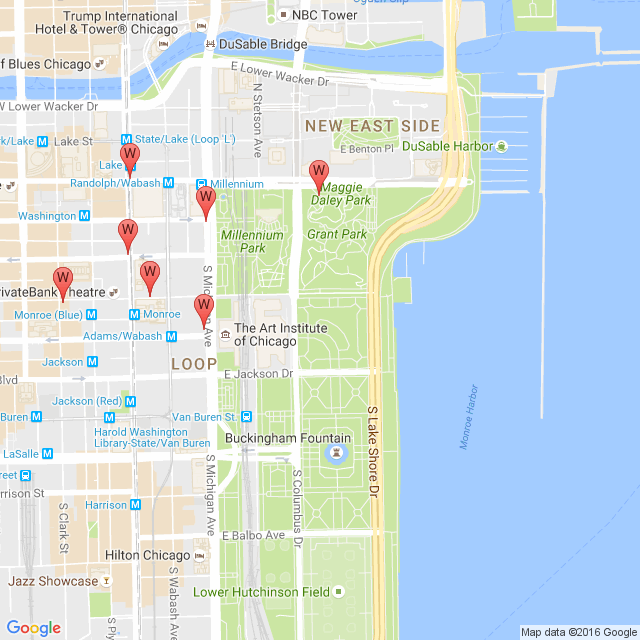 Ogden Slip
Trump International
Hotel & Tower® Chicago
NBC Tower
DuSable Bridge
of Blues Chicago
E Lower Wacker Dr
W Lower Wacker Dr
N Stetson Ave
NEW EAST SIDE
Lake St
State/Lake (Loop 'L')
rk/Lake
E Benton Pl
DuSable Harbor
W
Lake
W
Randolph/Wabash
Millennium
Maggie
Daley Park
W
Washington
W
Millennium
Park
Grant Park
W
W
PrivateBank Theatre
W
Monroe (Blue)
Monroe
S Michigan Ave
The Art Institute
of Chicago
Adams/Wabash
Jackson
LOOP
E Jackson Dr
Blvd
Jackson (Red)
Van Buren St
Buren
Harold Washington
Library-State/Van Buren
Buckingham Fountain
S Lake Shore Dr
Monroe Harbor
LaSalle
S Michigan Ave
S Columbus Dr
Street
arrison St
Harrison
S Clark St
E Balbo Ave
Hilton Chicago
Jazz Showcase
S Ply
S Wabash Ave
Lower Hutchinson Field
Google
Map data ©2016 Google